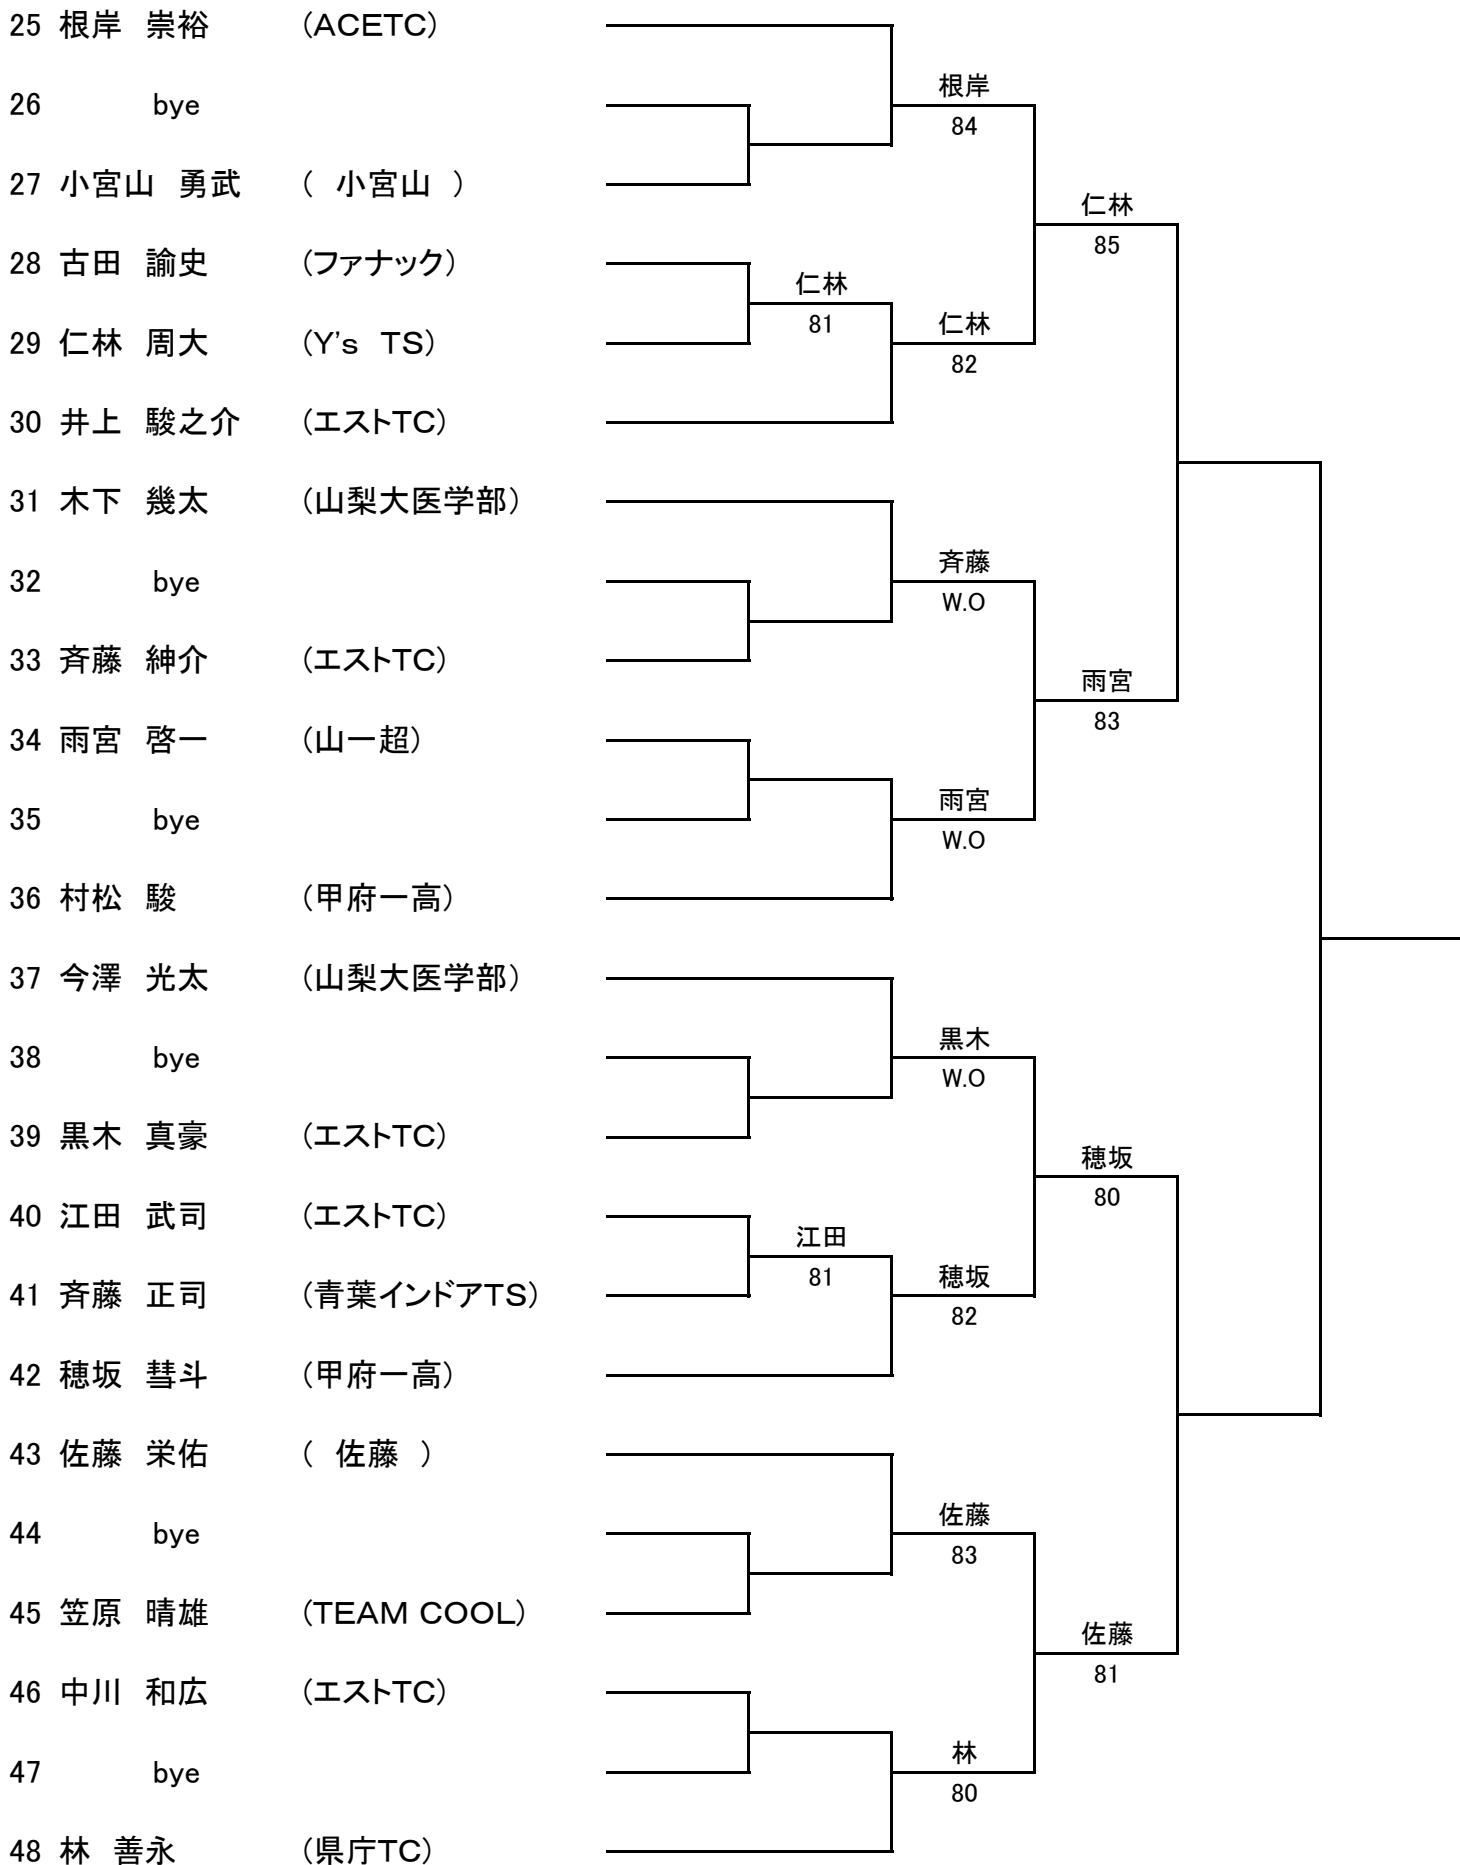 25 根岸　崇裕 (ACETC)
根岸
26 bye
84
27 小宮山　勇武 (　小宮山　)
仁林
85
28 古田　諭史 (ファナック)
仁林
81
仁林
29 仁林　周大 (Y's　TS)
82
30 井上　駿之介 (エストTC)
31 木下　幾太 (山梨大医学部)
斉藤
32 bye
W.O
33 斉藤　紳介 (エストTC)
雨宮
83
34 雨宮　啓一 (山一超)
雨宮
35 bye
W.O
36 村松　駿 (甲府一高)
37 今澤　光太 (山梨大医学部)
黒木
38 bye
W.O
39 黒木　真豪 (エストTC)
穂坂
80
40 江田　武司 (エストTC)
江田
81
穂坂
41 斉藤　正司 (青葉インドアTS)
82
42 穂坂　彗斗 (甲府一高)
43 佐藤　栄佑 (　佐藤　)
佐藤
44 bye
83
45 笠原　晴雄 (TEAM COOL)
佐藤
81
46 中川　和広 (エストTC)
林
47 bye
80
48 林　善永 (県庁TC)